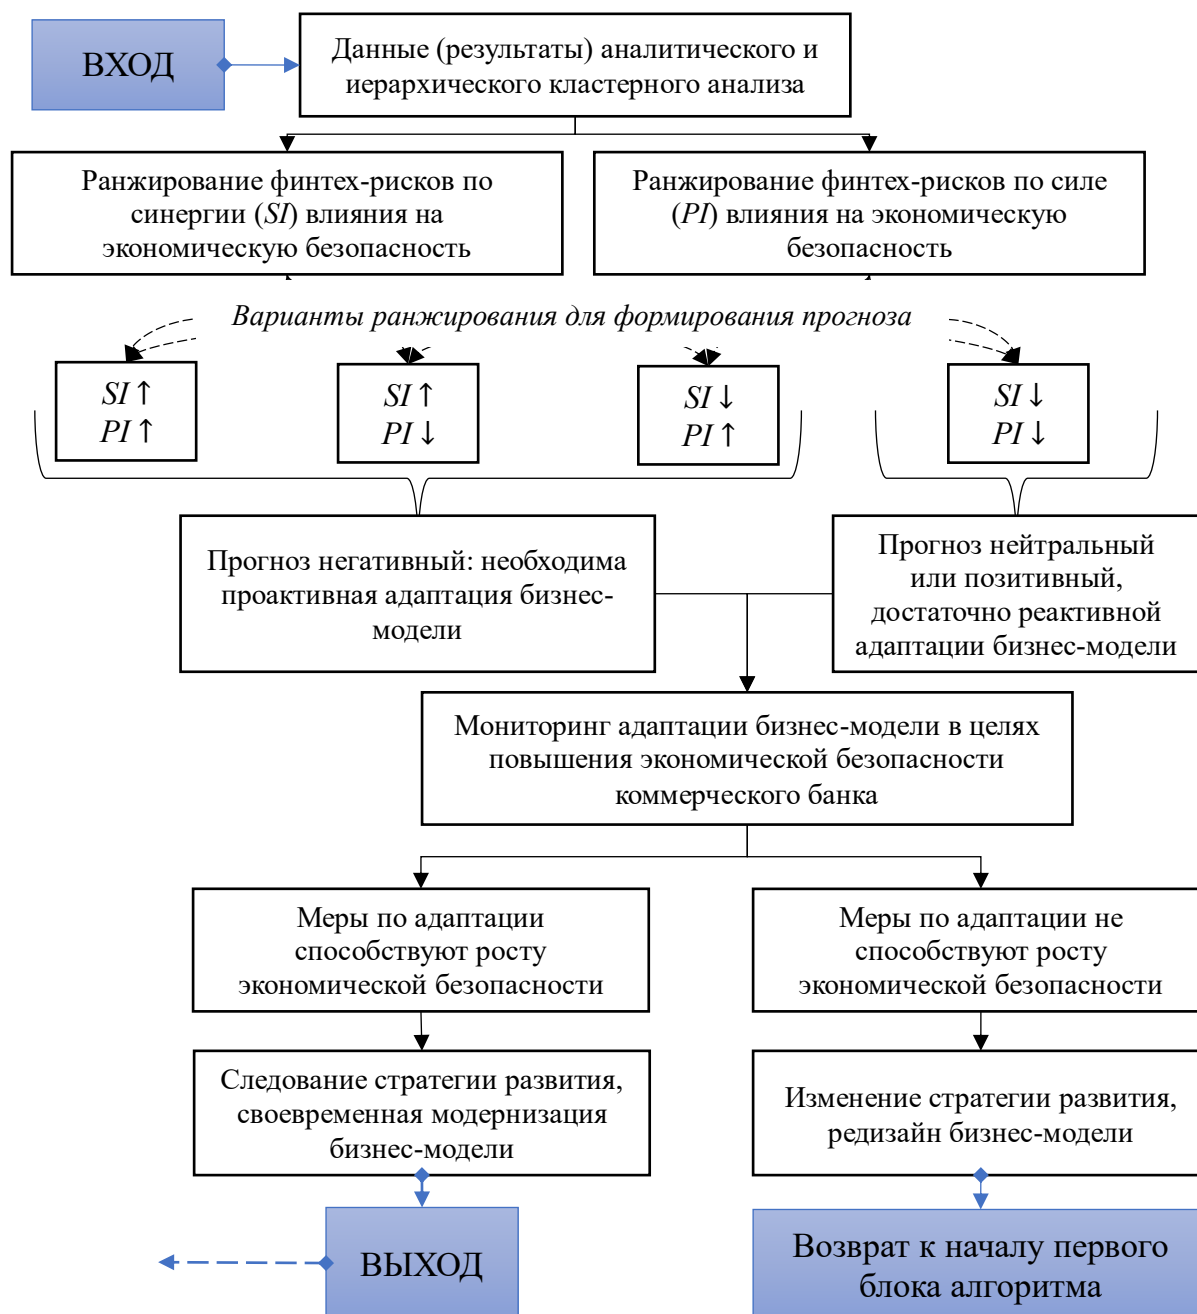 ВХОД
Данные (результаты) аналитического и
иерархического кластерного анализа
Ранжирование финтех-рисков по
синергии (SI) влияния на
экономическую безопасность
Ранжирование финтех-рисков по силе
(PI) влияния на экономическую
безопасность
Варианты ранжирования для формирования прогноза
SI ↑
PI ↑
SI ↑
PI ↓
SI ↓
PI ↑
SI ↓
PI ↓
Прогноз негативный: необходима
проактивная адаптация бизнес-
модели
Прогноз нейтральный
или позитивный,
достаточно реактивной
адаптации бизнес-модели
Мониторинг адаптации бизнес-модели в целях
повышения экономической безопасности
коммерческого банка
Меры по адаптации
способствуют росту
экономической безопасности
Меры по адаптации не
способствуют росту
экономической безопасности
Следование стратегии развития,
своевременная модернизация
бизнес-модели
Изменение стратегии развития,
редизайн бизнес-модели
ВЫХОД
Возврат к началу первого
блока алгоритма